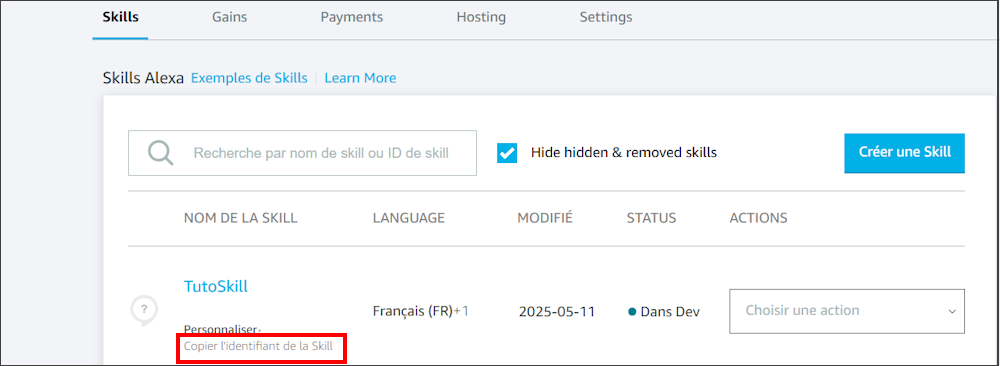 Skills Gains Payments Hosting Settings
Skills Alexa Exemples de Skills Learn More
Recherche par nom de skill ou ID de skill Hide hidden & removed skills Créer une Skill
NOM DE LA SKILL LANGUAGE MODIFIÉ STATUS ACTIONS
TutoSkill
? Français (FR)+1 2025-05-11 Dans Dev Choisir une action
Personnaliser
Copier l'identifiant de la Skill